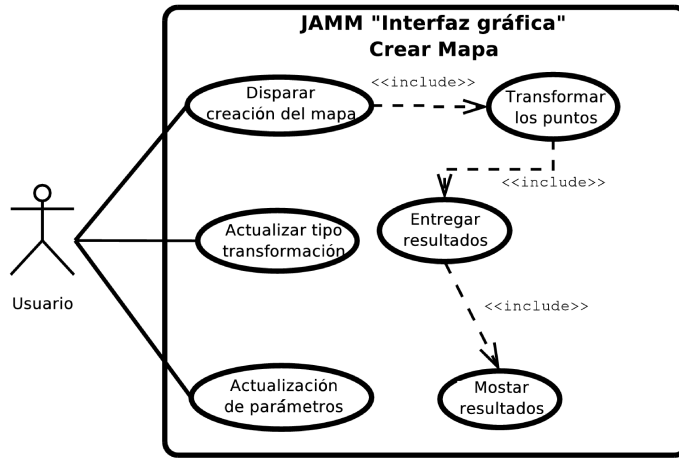 JAMM "Interfaz gráfica"
Crear Mapa
Disparar
creación del mapa
<<include>>
Transformar
los puntos
<<include>>
Actualizar tipo
transformación
Entregar
resultados
Usuario
<<include>>
Actualización
de parámetros
Mostar
resultados